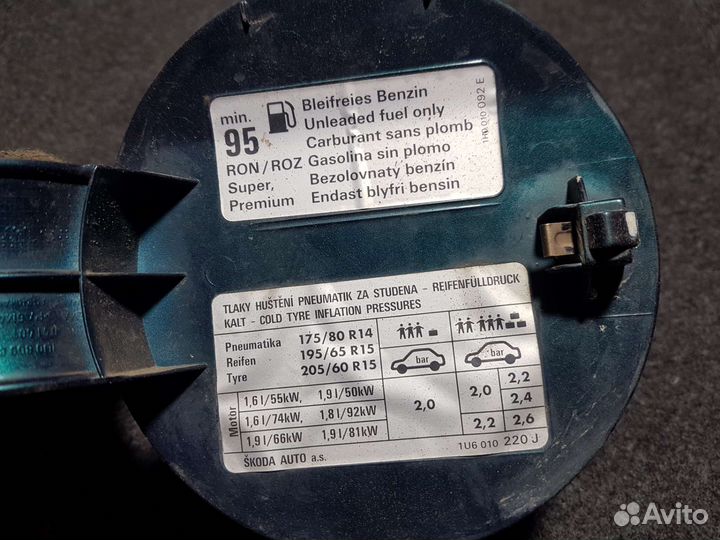 min.
95
RON/ROZ
Super,
Premium
Bleifreies Benzin
Unleaded fuel only
Carburant sans plomb
Gasolina sin plomo
Bezolovnatý benzín
Endast blyfri bensin
010 092 E
TLAKY HUŠTĚNÍ PNEUMATIK ZA STUDENA - REIFENFÜLLDRUCK
KALT - COLD TYRE INFLATION PRESSURES
Pneumatika 175/80 R14
Reifen 195/65 R15
Tyre 205/60 R15
bar bar
Motor
1,6 l/55kW, 1,9 l/50kW
1,6 l/74kW, 1,8 l/92kW
1,9 l/66kW 1,9 l/81kW
2,0
2,0 2,2
2,4
2,2 2,6
ŠKODA AUTO a.s. 1U6 010 220 J
Avito